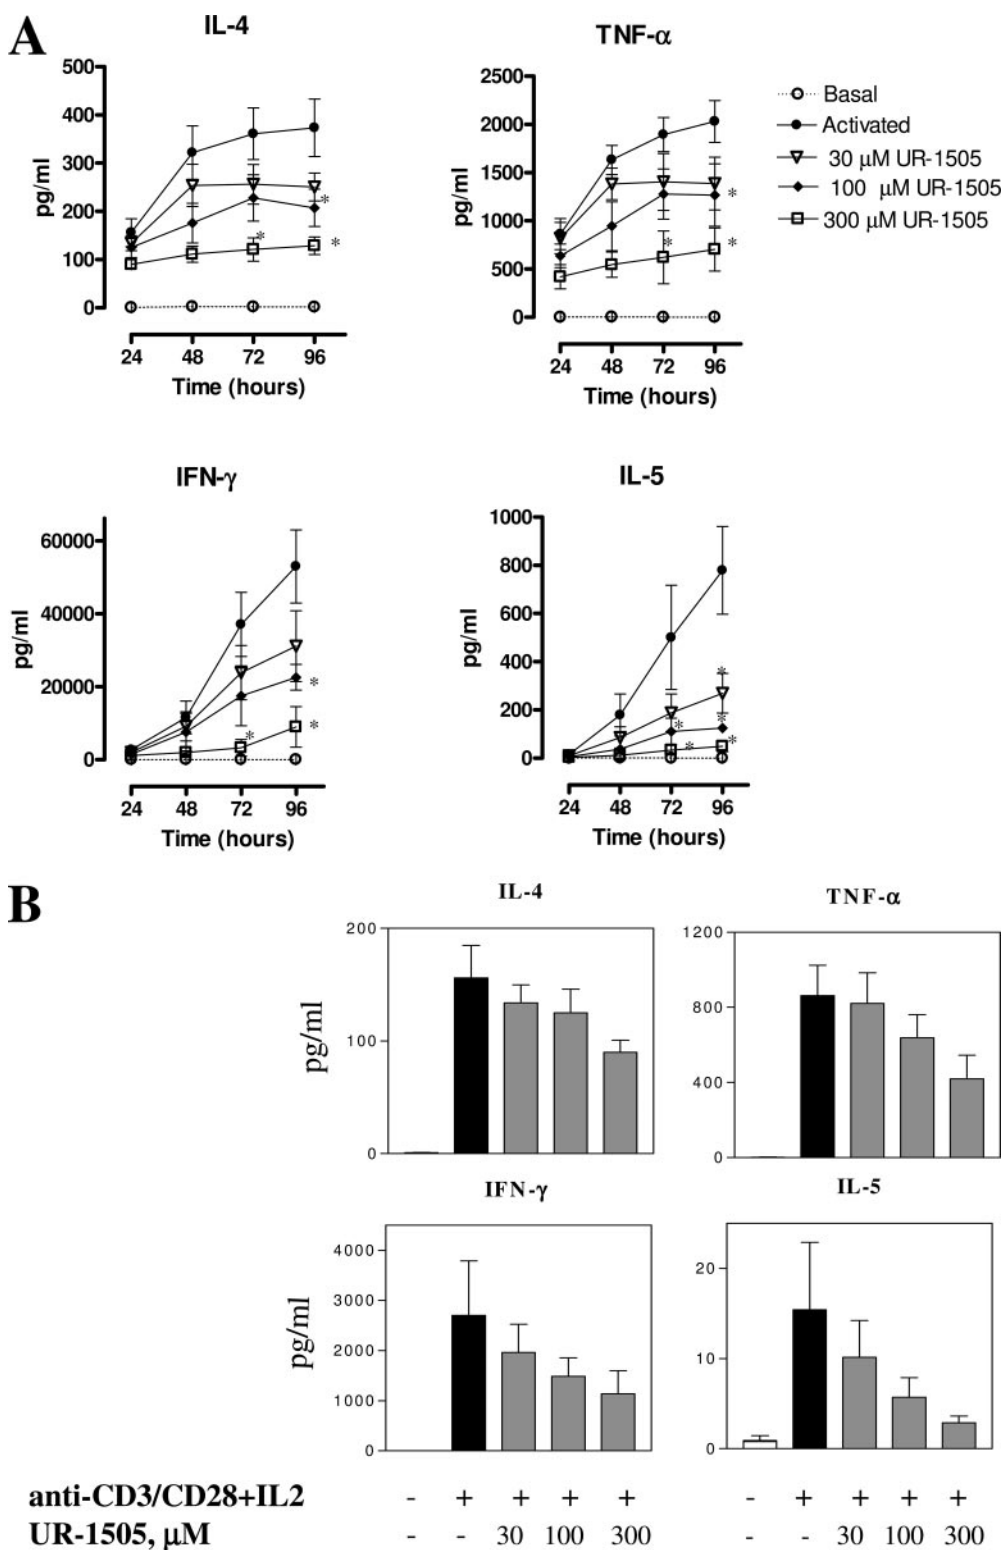 A
IL-4
500
400
300
200
100
0
pg/ml
24 48 72 96
Time (hours)
TNF-α
2500
2000
1500
1000
500
0
pg/ml
24 48 72 96
Time (hours)
Basal
Activated
30 μM UR-1505
100 μM UR-1505
300 μM UR-1505
* * *
* * *
IFN-γ
60000
40000
20000
0
pg/ml
24 48 72 96
Time (hours)
IL-5
1000
800
600
400
200
0
pg/ml
24 48 72 96
Time (hours)
* * *
* * * * *
B
IL-4
200
100
0
pg/ml
TNF-α
1200
800
400
0
IFN-γ
4000
3000
2000
1000
0
pg/ml
IL-5
20
10
0
anti-CD3/CD28+IL2 - + + + + - + + + +
UR-1505, μM - - 30 100 300 - - 30 100 300